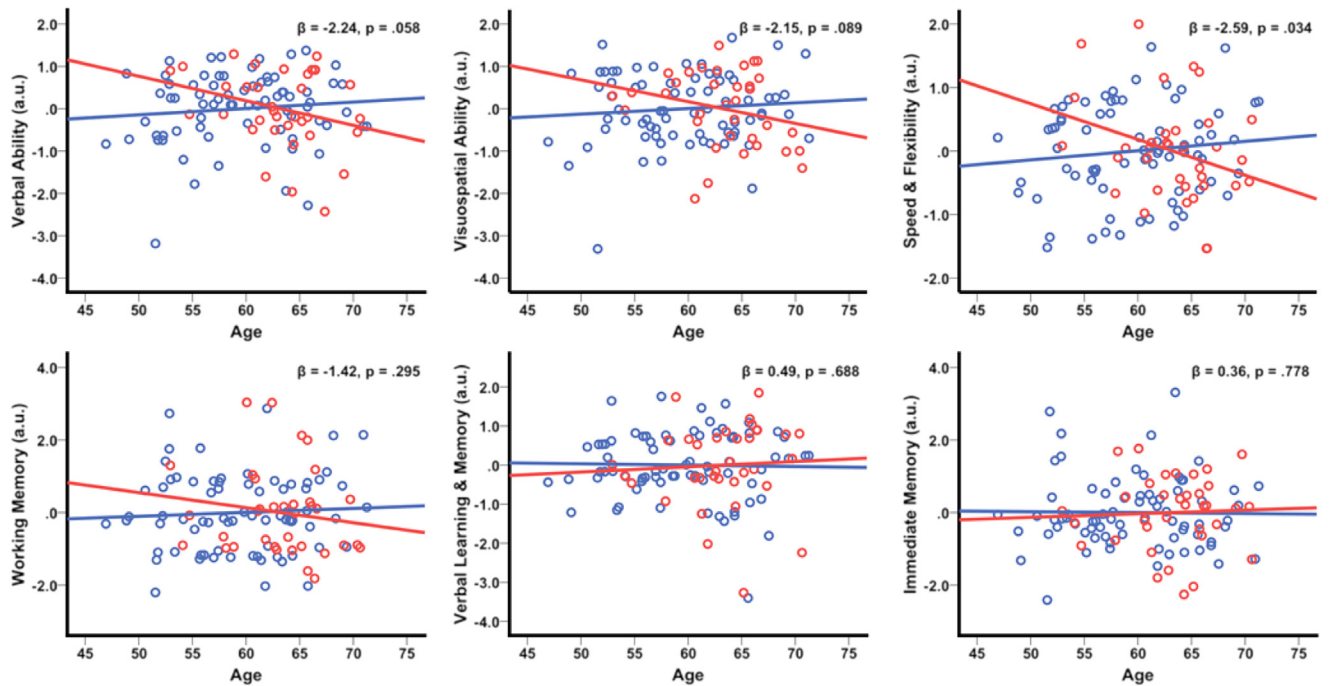 β = -2.24, p = .058
Verbal Ability (a.u.)
2.0
1.0
.0
-1.0
-2.0
-3.0
-4.0
45 50 55 60 65 70 75
Age
β = -2.15, p = .089
Visuospatial Ability (a.u.)
2.0
1.0
.0
-1.0
-2.0
-3.0
-4.0
45 50 55 60 65 70 75
Age
β = -2.59, p = .034
Speed & Flexibility (a.u.)
2.0
1.0
.0
-1.0
-2.0
45 50 55 60 65 70 75
Age
β = -1.42, p = .295
Working Memory (a.u.)
4.0
2.0
.0
-2.0
45 50 55 60 65 70 75
Age
β = 0.49, p = .688
Verbal Learning & Memory (a.u.)
2.0
1.0
.0
-1.0
-2.0
-3.0
-4.0
45 50 55 60 65 70 75
Age
β = 0.36, p = .778
Immediate Memory (a.u.)
4.0
2.0
.0
-2.0
45 50 55 60 65 70 75
Age